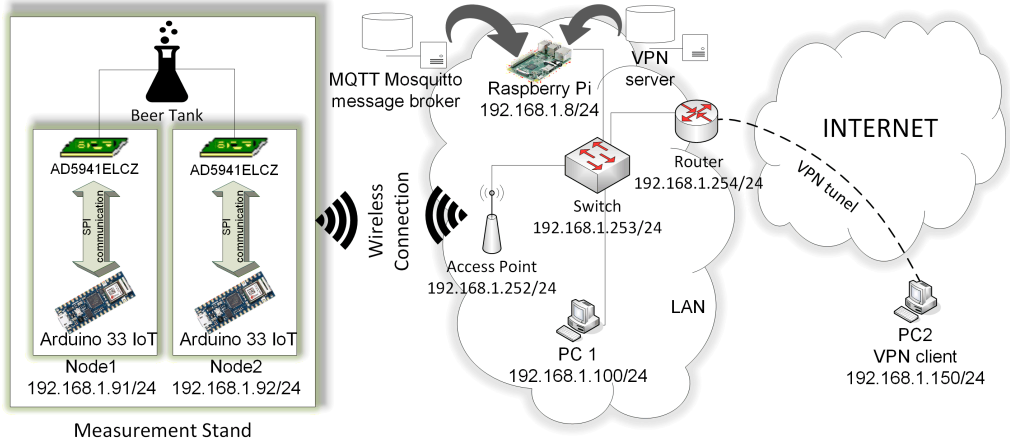 Beer Tank
AD5941ELCZ
SPI
communication
Arduino 33 IoT
Node1
192.168.1.91/24
AD5941ELCZ
SPI
communication
Arduino 33 IoT
Node2
192.168.1.92/24
Measurement Stand
Wireless
Connection
MQTT Mosquitto
message broker
Raspberry Pi
192.168.1.8/24
VPN
server
Router
192.168.1.254/24
Switch
192.168.1.253/24
Access Point
192.168.1.252/24
LAN
PC 1
192.168.1.100/24
INTERNET
VPN tunel
PC2
VPN client
192.168.1.150/24